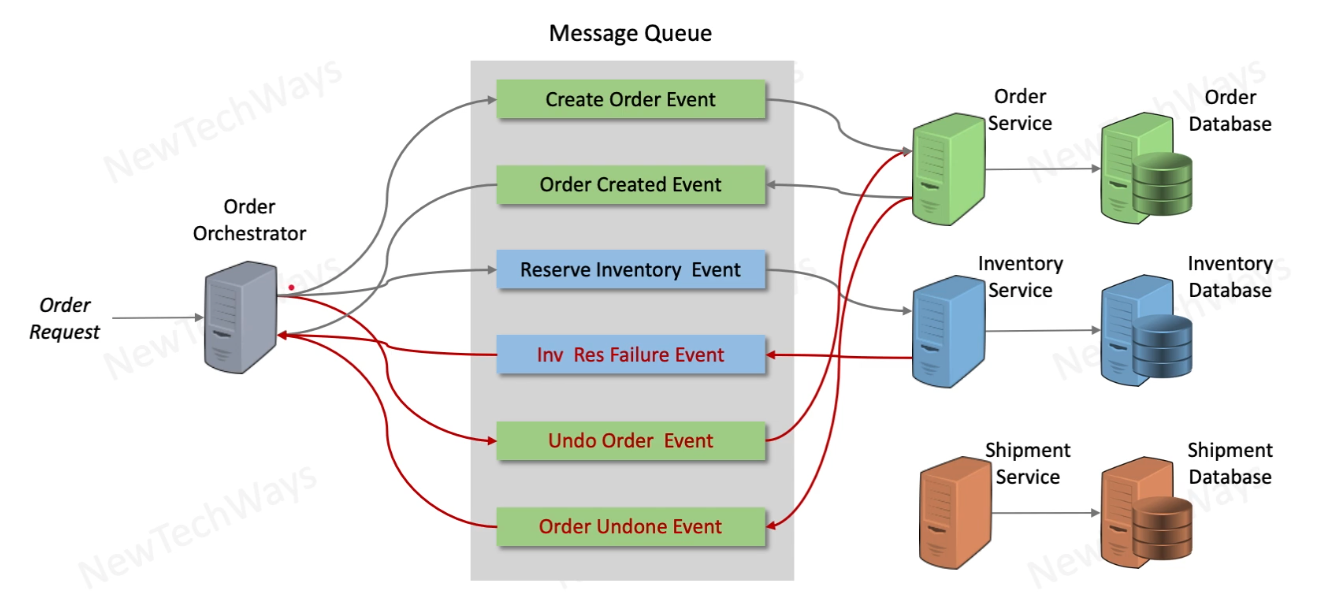 Message Queue
Create Order Event
Order Created Event
Reserve Inventory Event
Inv Res Failure Event
Undo Order Event
Order Undone Event
Order
Request
Order
Orchestrator
Order
Service
Order
Database
Inventory
Service
Inventory
Database
Shipment
Service
Shipment
Database
NewTechWays
NewTechWays
NewTechWays